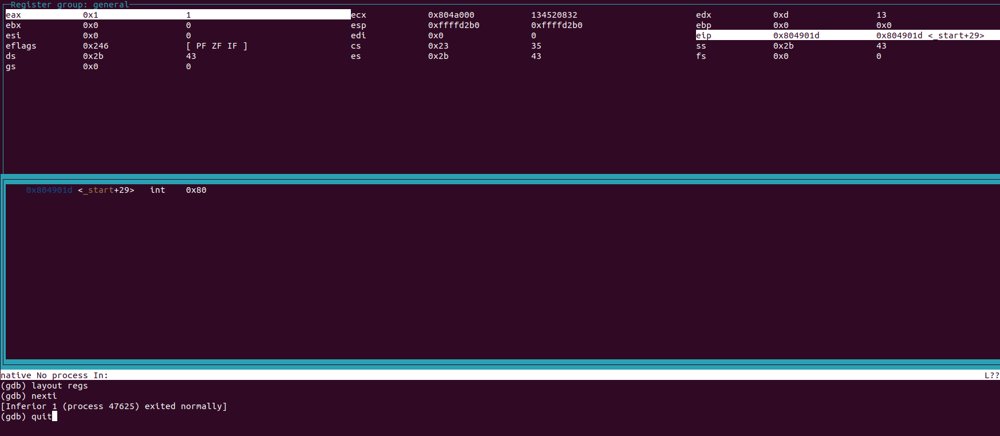 Register group: general
eax 0x1 1 ecx 0x804a000 134520832 edx 0xd 13
ebx 0x0 0 esp 0xffffd2b0 0xffffd2b0 ebp 0x0 0x0
esi 0x0 0 edi 0x0 0 eip 0x804901d 0x804901d <_start+29>
eflags 0x246 [ PF ZF IF ] cs 0x23 35 ss 0x2b 43
ds 0x2b 43 es 0x2b 43 fs 0x0 0
gs 0x0 0
0x804901d <_start+29> int 0x80
native No process In: L??
(gdb) layout regs
(gdb) nexti
[Inferior 1 (process 47625) exited normally]
(gdb) quit